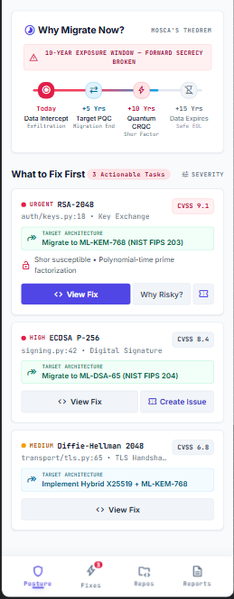 Why Migrate Now?
MOSCA'S THEOREM
10-YEAR EXPOSURE WINDOW — FORWARD SECRECY
BROKEN
Today
Data Intercept
Exfiltration
+5 Yrs
Target PQC
Migration End
+10 Yrs
Quantum
CRQC
Shor Factor
+15 Yrs
Data Expires
Safe EOL
What to Fix First
3 Actionable Tasks
SEVERITY
URGENT RSA-2048
CVSS 9.1
auth/keys.py:18 • Key Exchange
TARGET ARCHITECTURE
Migrate to ML-KEM-768 (NIST FIPS 203)
Shor susceptible • Polynomial-time prime
factorization
<> View Fix
Why Risky?
HIGH ECDSA P-256
CVSS 8.4
signing.py:42 • Digital Signature
TARGET ARCHITECTURE
Migrate to ML-DSA-65 (NIST FIPS 204)
<> View Fix
Create Issue
MEDIUM Diffie-Hellman 2048
CVSS 6.8
transport/tls.py:65 • TLS Handsha…
TARGET ARCHITECTURE
Implement Hybrid X25519 + ML-KEM-768
<> View Fix
Posture
Fixes
Repos
Reports